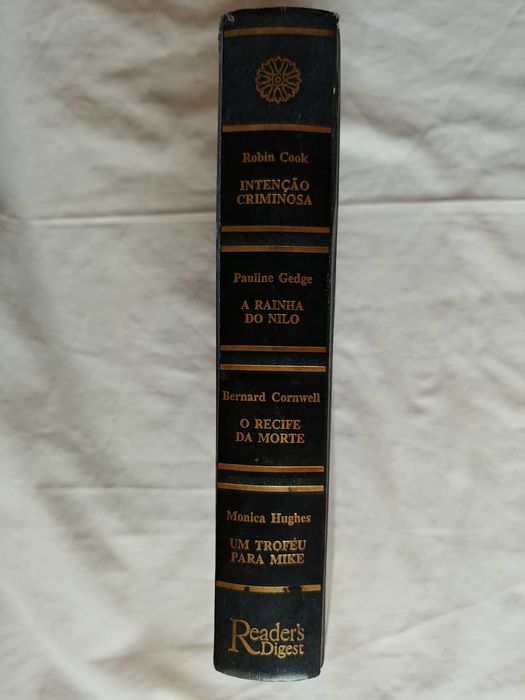 Robin Cook
INTENÇÃO
CRIMINOSA
Pauline Gedge
A RAINHA
DO NILO
Bernard Cornwell
O RECIFE
DA MORTE
Monica Hughes
UM TROFÉU
PARA MIKE
Reader's
Digest